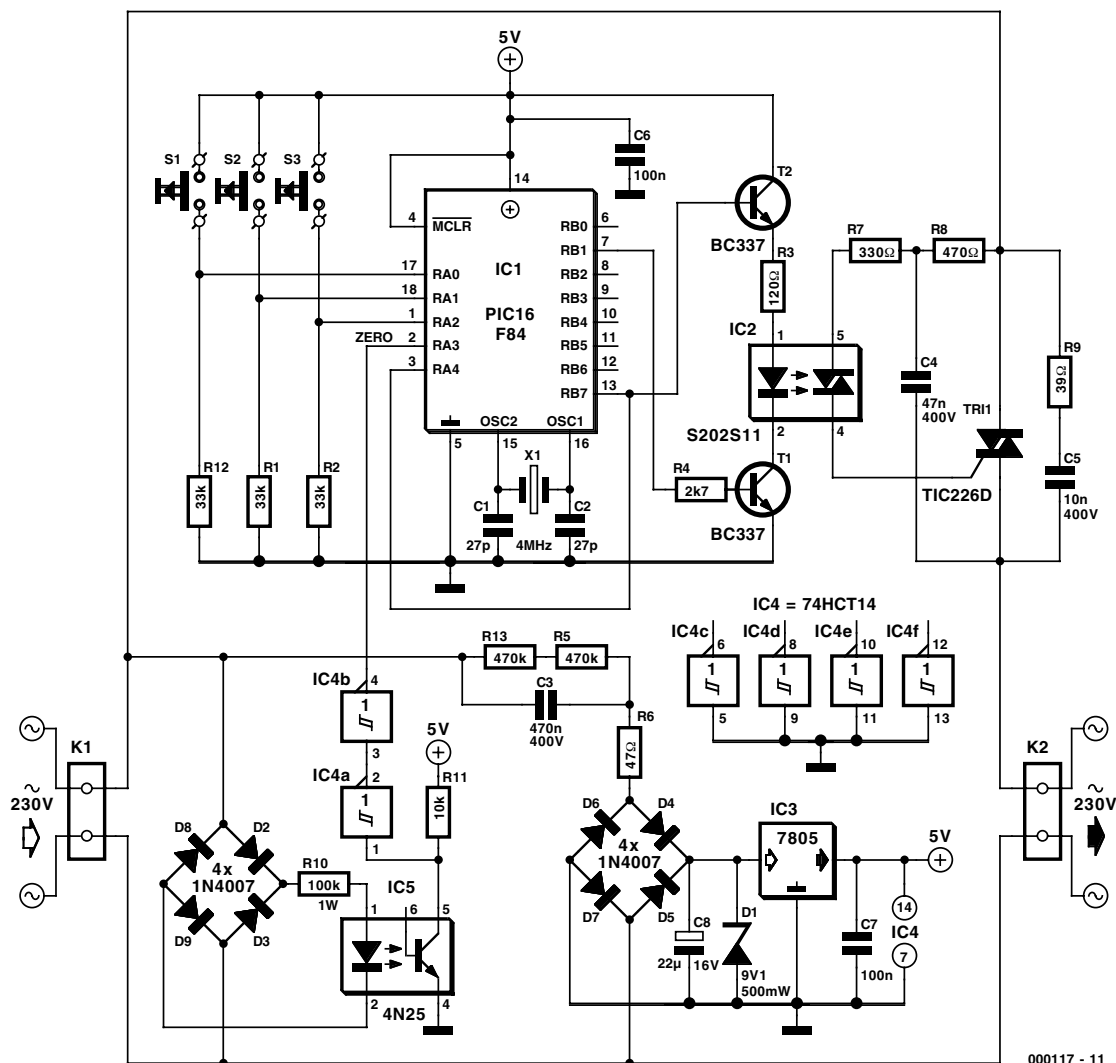 5V
S1
S2
S3
C6
100n
T2
BC337
14
4
MCLR
17
RA0
18
RA1
1
RA2
ZERO
2
RA3
3
RA4
IC1
PIC16
F84
RB0
6
RB1
7
RB2
8
RB3
9
RB4
10
RB5
11
RB6
12
RB7
13
OSC2
OSC1
5
15
16
R12
33k
R1
33k
R2
33k
X1
C1
27p
4MHz
C2
27p
R3
120Ω
IC2
1
5
2
4
S202S11
R4
2k7
T1
BC337
R7
330Ω
R8
470Ω
C4
47n
400V
R9
39Ω
TRI1
TIC226D
C5
10n
400V
IC4 = 74HCT14
IC4c
6
1
5
IC4d
8
1
9
IC4e
10
1
11
IC4f
12
1
13
R13
470k
R5
470k
C3
470n
400V
R6
47Ω
IC4b
4
1
3
IC4a
2
1
1
5V
R11
10k
K1
~
230V
D8
D2
4x
1N4007
D9
D3
R10
100k
1W
IC5
1
6
5
2
4
4N25
D6
D4
4x
1N4007
D7
D5
C8
22µ
16V
D1
9V1
500mW
IC3
7805
5V
C7
100n
14
IC4
7
K2
~
230V
000117 - 11